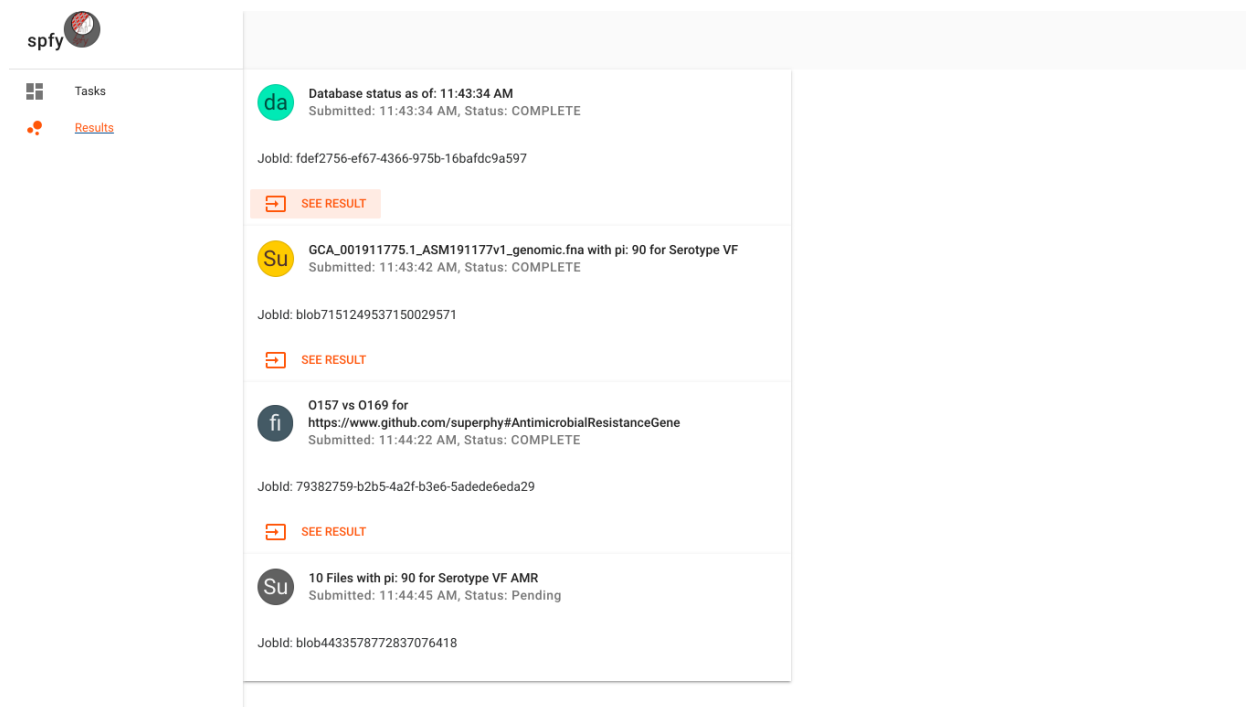 spfy
Tasks
Results
da
Database status as of: 11:43:34 AM
Submitted: 11:43:34 AM, Status: COMPLETE
JobId: fdef2756-ef67-4366-975b-16bafdc9a597
SEE RESULT
Su
GCA_001911775.1_ASM191177v1_genomic.fna with pi: 90 for Serotype VF
Submitted: 11:43:42 AM, Status: COMPLETE
JobId: blob7151249537150029571
SEE RESULT
fi
O157 vs O169 for
https://www.github.com/superphy#AntimicrobialResistanceGene
Submitted: 11:44:22 AM, Status: COMPLETE
JobId: 79382759-b2b5-4a2f-b3e6-5adede6eda29
SEE RESULT
Su
10 Files with pi: 90 for Serotype VF AMR
Submitted: 11:44:45 AM, Status: Pending
JobId: blob4433578772837076418